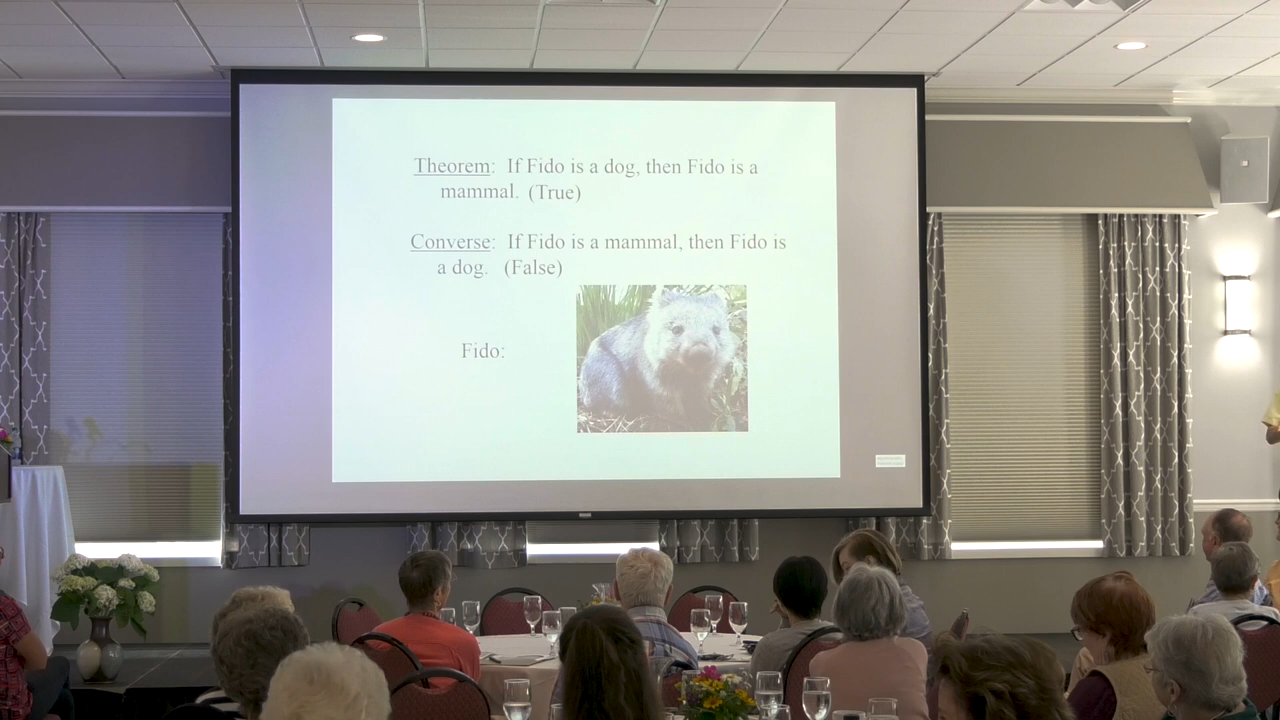 Theorem: If Fido is a dog, then Fido is a
mammal. (True)
Converse: If Fido is a mammal, then Fido is
a dog. (False)
Fido: